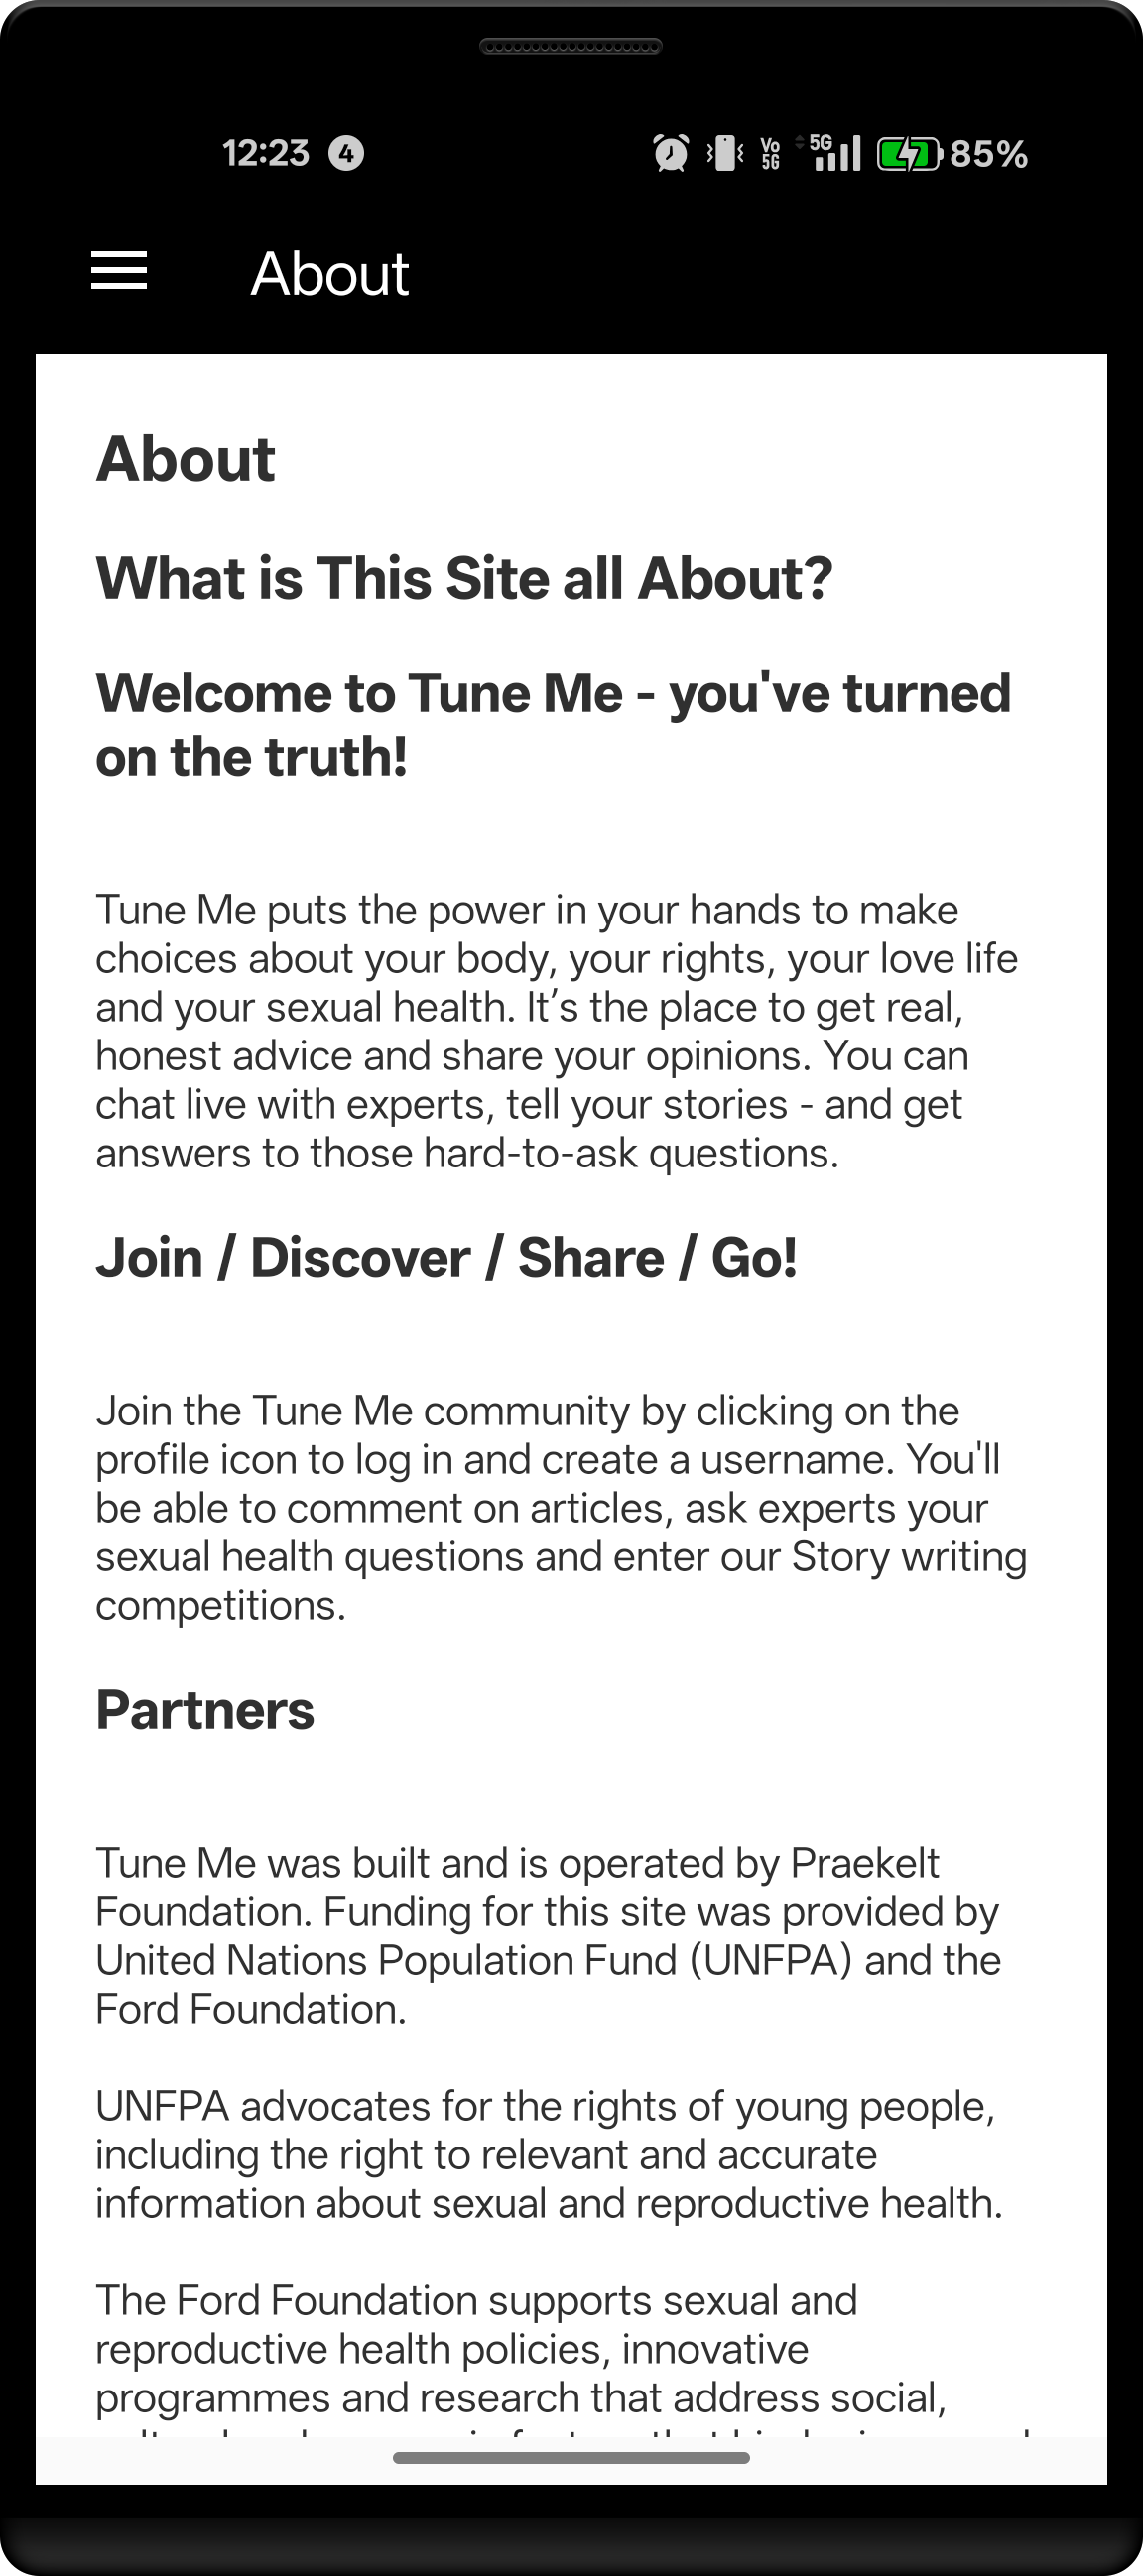 12:23 4 Vo 5G 5G 85%
About
About
What is This Site all About?
Welcome to Tune Me - you've turned
on the truth!
Tune Me puts the power in your hands to make
choices about your body, your rights, your love life
and your sexual health. It’s the place to get real,
honest advice and share your opinions. You can
chat live with experts, tell your stories - and get
answers to those hard-to-ask questions.
Join / Discover / Share / Go!
Join the Tune Me community by clicking on the
profile icon to log in and create a username. You'll
be able to comment on articles, ask experts your
sexual health questions and enter our Story writing
competitions.
Partners
Tune Me was built and is operated by Praekelt
Foundation. Funding for this site was provided by
United Nations Population Fund (UNFPA) and the
Ford Foundation.
UNFPA advocates for the rights of young people,
including the right to relevant and accurate
information about sexual and reproductive health.
The Ford Foundation supports sexual and
reproductive health policies, innovative
programmes and research that address social,